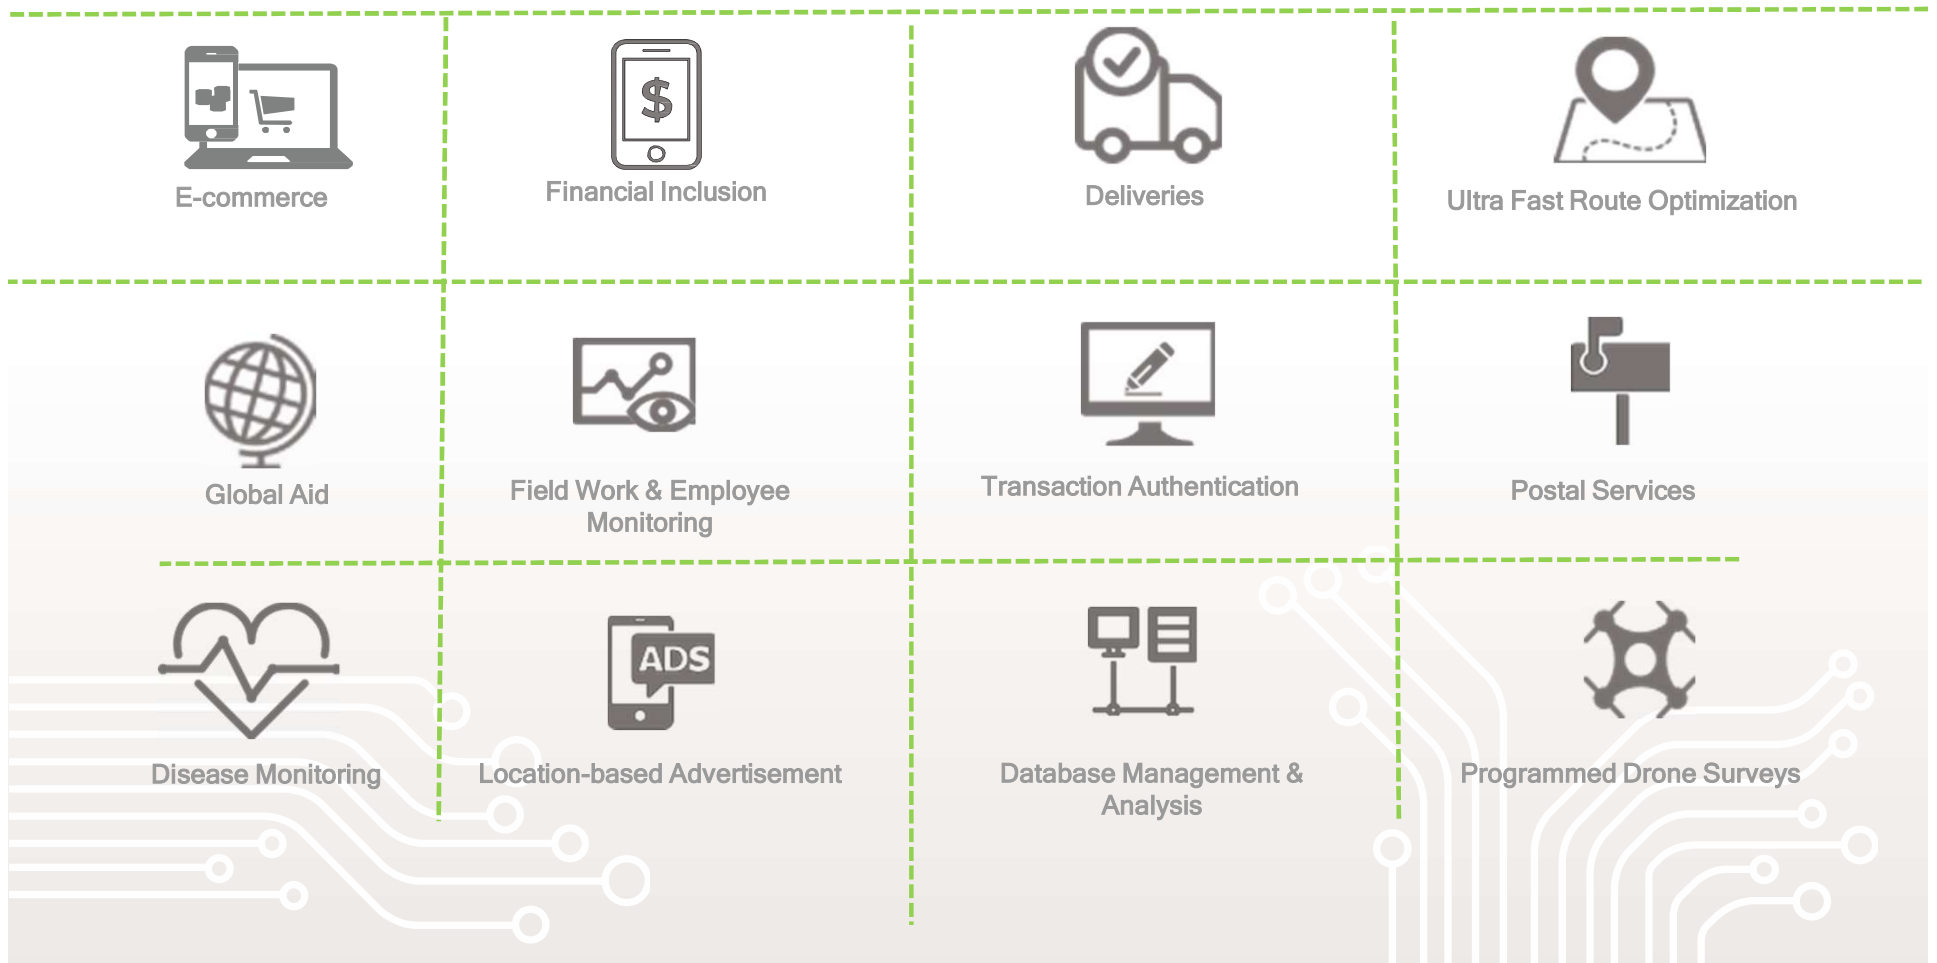 E-commerce
$
Financial Inclusion
Deliveries
Ultra Fast Route Optimization
Global Aid
Field Work & Employee
Monitoring
Transaction Authentication
Postal Services
Disease Monitoring
ADS
Location-based Advertisement
Database Management &
Analysis
Programmed Drone Surveys